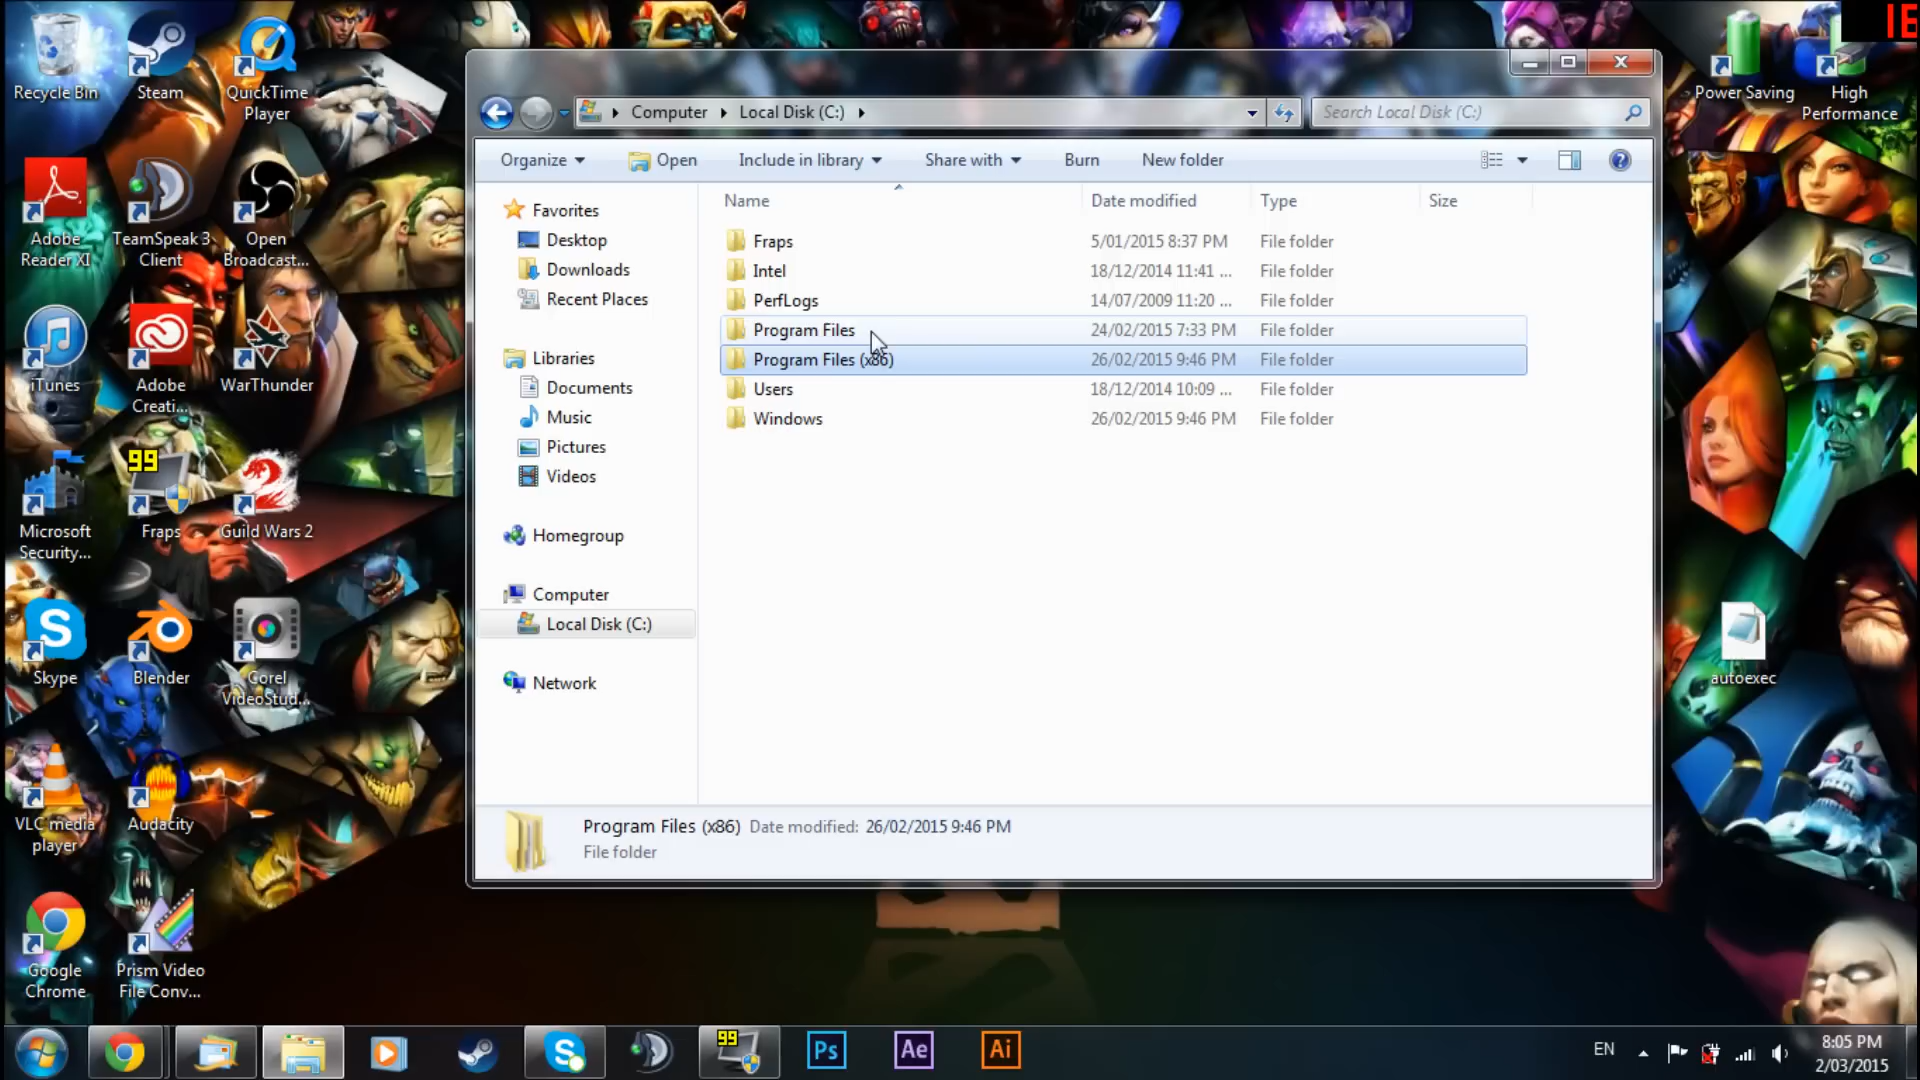 Recycle Bin
Steam
QuickTime
Player
Adobe
Reader XI
TeamSpeak 3
Client
Open
Broadcast...
iTunes
Adobe
Creati...
WarThunder
Microsoft
Security...
99
Fraps
Guild Wars 2
Skype
Blender
Corel
VideoStud...
VLC media
player
Audacity
Google
Chrome
Prism Video
File Conv...
Computer
Local Disk (C:)
Search Local Disk (C:)
Organize
Open
Include in library
Share with
Burn
New folder
Favorites
Desktop
Downloads
Recent Places
Libraries
Documents
Music
Pictures
Videos
Homegroup
Computer
Local Disk (C:)
Network
Name Date modified Type Size
Fraps 5/01/2015 8:37 PM File folder
Intel 18/12/2014 11:41 ... File folder
PerfLogs 14/07/2009 11:20 ... File folder
Program Files 24/02/2015 7:33 PM File folder
Program Files (x86) 26/02/2015 9:46 PM File folder
Users 18/12/2014 10:09 ... File folder
Windows 26/02/2015 9:46 PM File folder
Program Files (x86) Date modified: 26/02/2015 9:46 PM
File folder
Power Saving
High
Performance
autoexec
99
Ps
Ae
Ai
EN
8:05 PM
2/03/2015